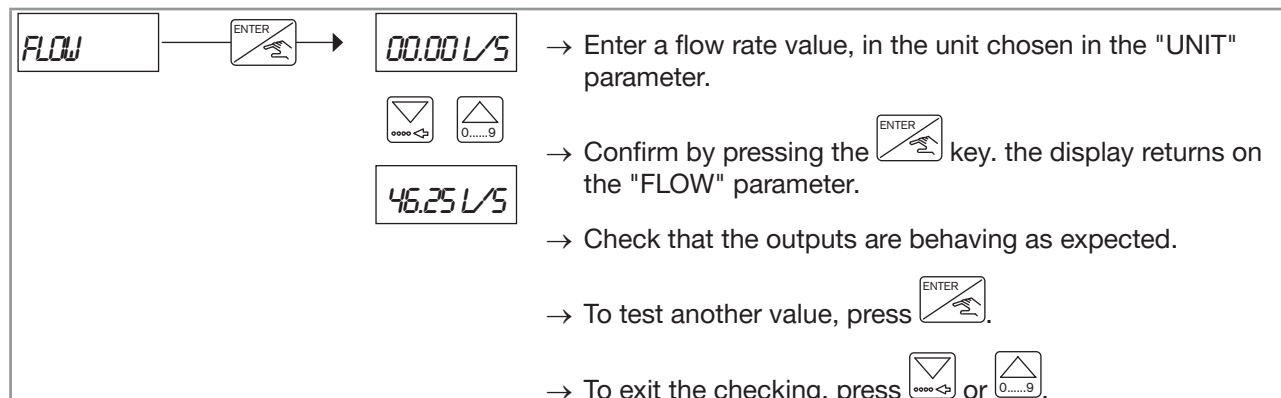 FLOW
ENTER
00.00 L/S
0......9
46.25 L/S
→ Enter a flow rate value, in the unit chosen in the "UNIT"
parameter.
→ Confirm by pressing the ENTER key. the display returns on
the "FLOW" parameter.
→ Check that the outputs are behaving as expected.
→ To test another value, press ENTER.
→ To exit the checking, press or 0......9.